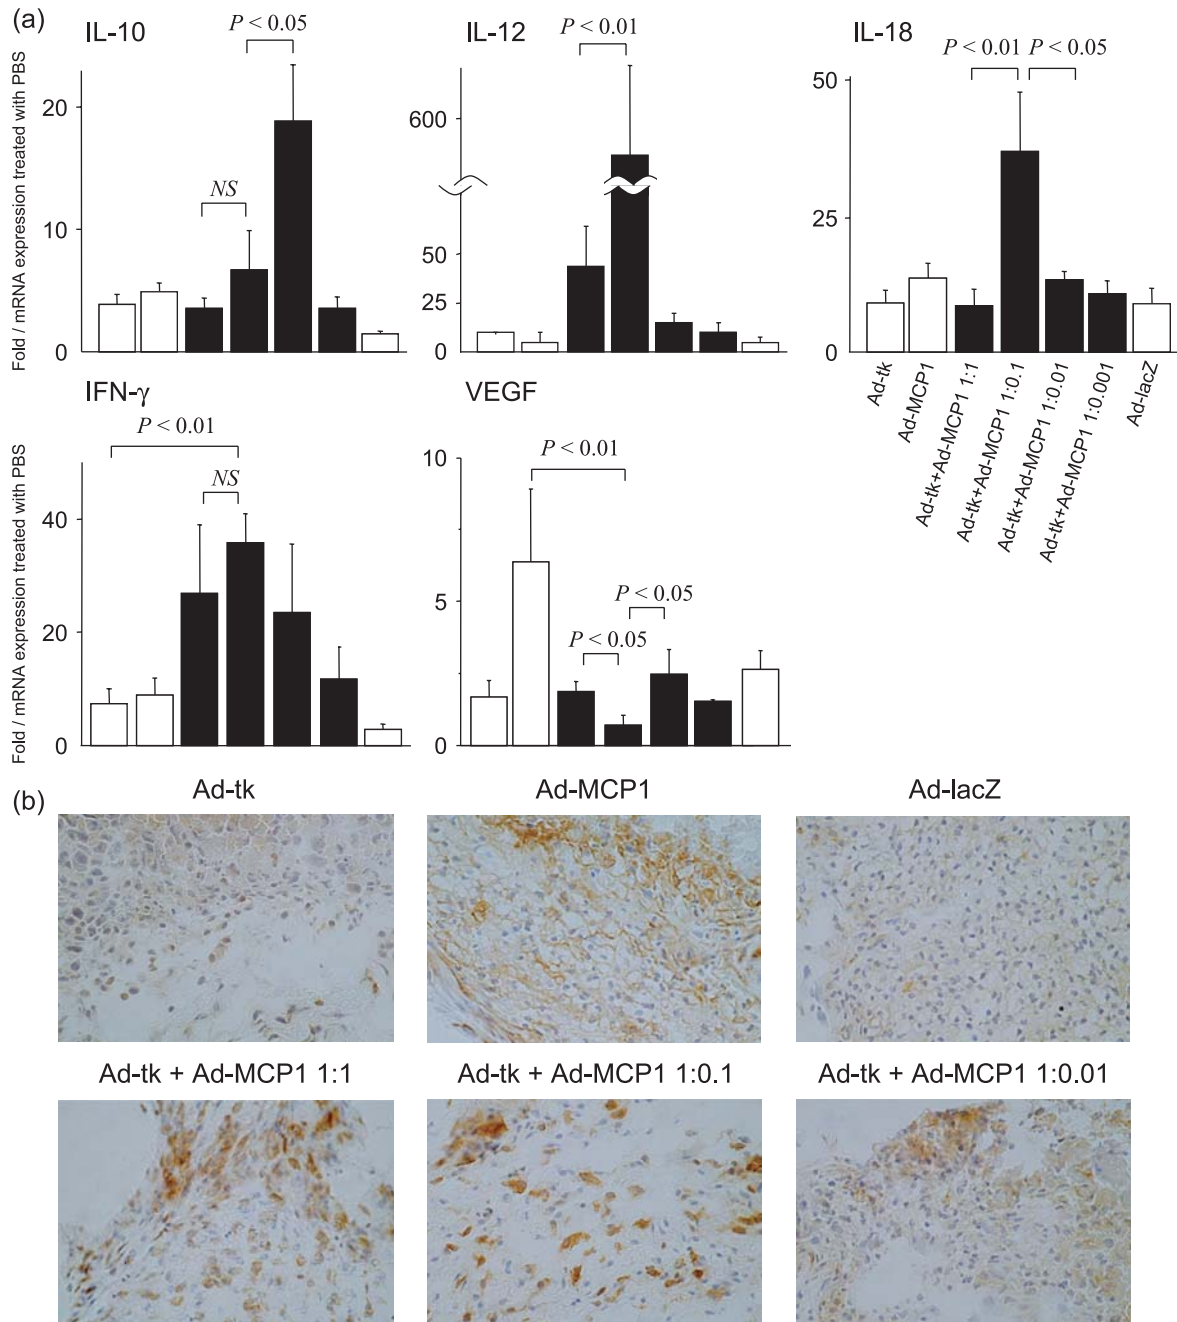 (a)
IL-10
P < 0.05
Fold / mRNA expression treated with PBS
20
10
0
NS
IL-12
P < 0.01
600
50
25
0
IL-18
P < 0.01
P < 0.05
50
25
0
Ad-tk
Ad-MCP1
Ad-tk+Ad-MCP1 1:1
Ad-tk+Ad-MCP1 1:0.1
Ad-tk+Ad-MCP1 1:0.01
Ad-tk+Ad-MCP1 1:0.001
Ad-lacZ
IFN-γ
P < 0.01
NS
Fold / mRNA expression treated with PBS
40
20
0
VEGF
P < 0.01
P < 0.05
P < 0.05
10
5
0
(b)
Ad-tk
Ad-MCP1
Ad-lacZ
Ad-tk + Ad-MCP1 1:1
Ad-tk + Ad-MCP1 1:0.1
Ad-tk + Ad-MCP1 1:0.01